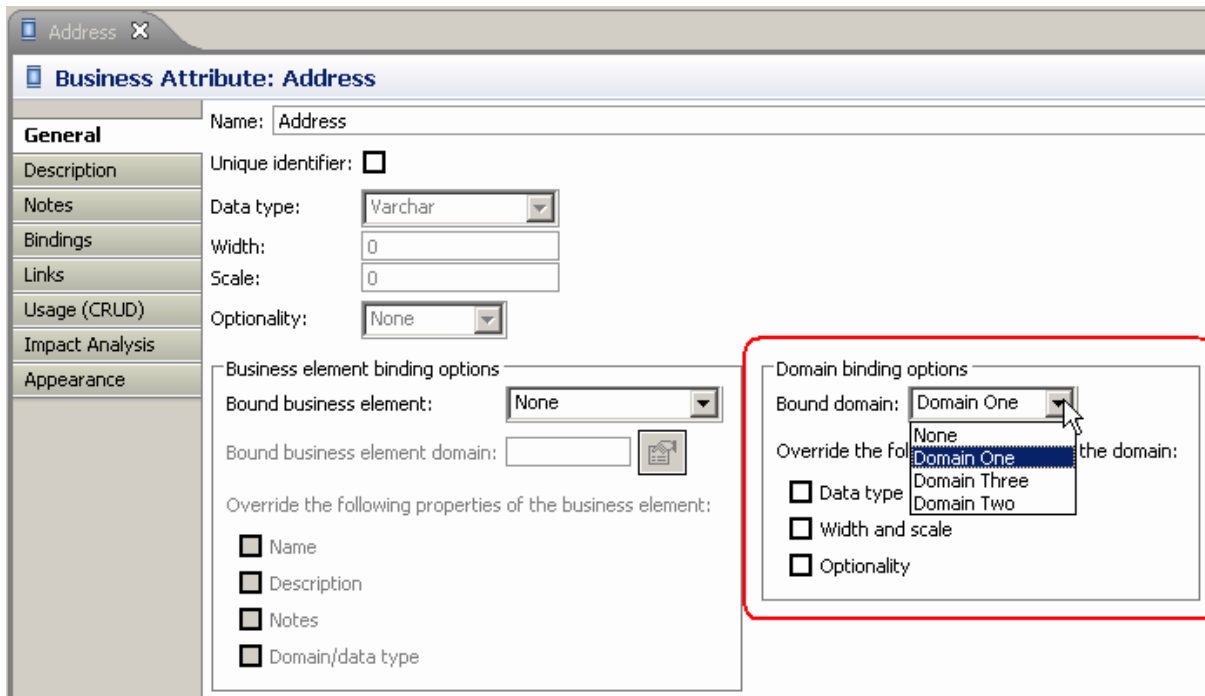 Address
Business Attribute: Address
General
Description
Notes
Bindings
Links
Usage (CRUD)
Impact Analysis
Appearance
Name: Address
Unique identifier:
Data type: Varchar
Width: 0
Scale: 0
Optionality: None
Business element binding options
Bound business element: None
Bound business element domain:
Override the following properties of the business element:
Name
Description
Notes
Domain/data type
Domain binding options
Bound domain: Domain One
None
Domain One
Domain Three
Domain Two
Override the fol the domain:
Data type
Width and scale
Optionality